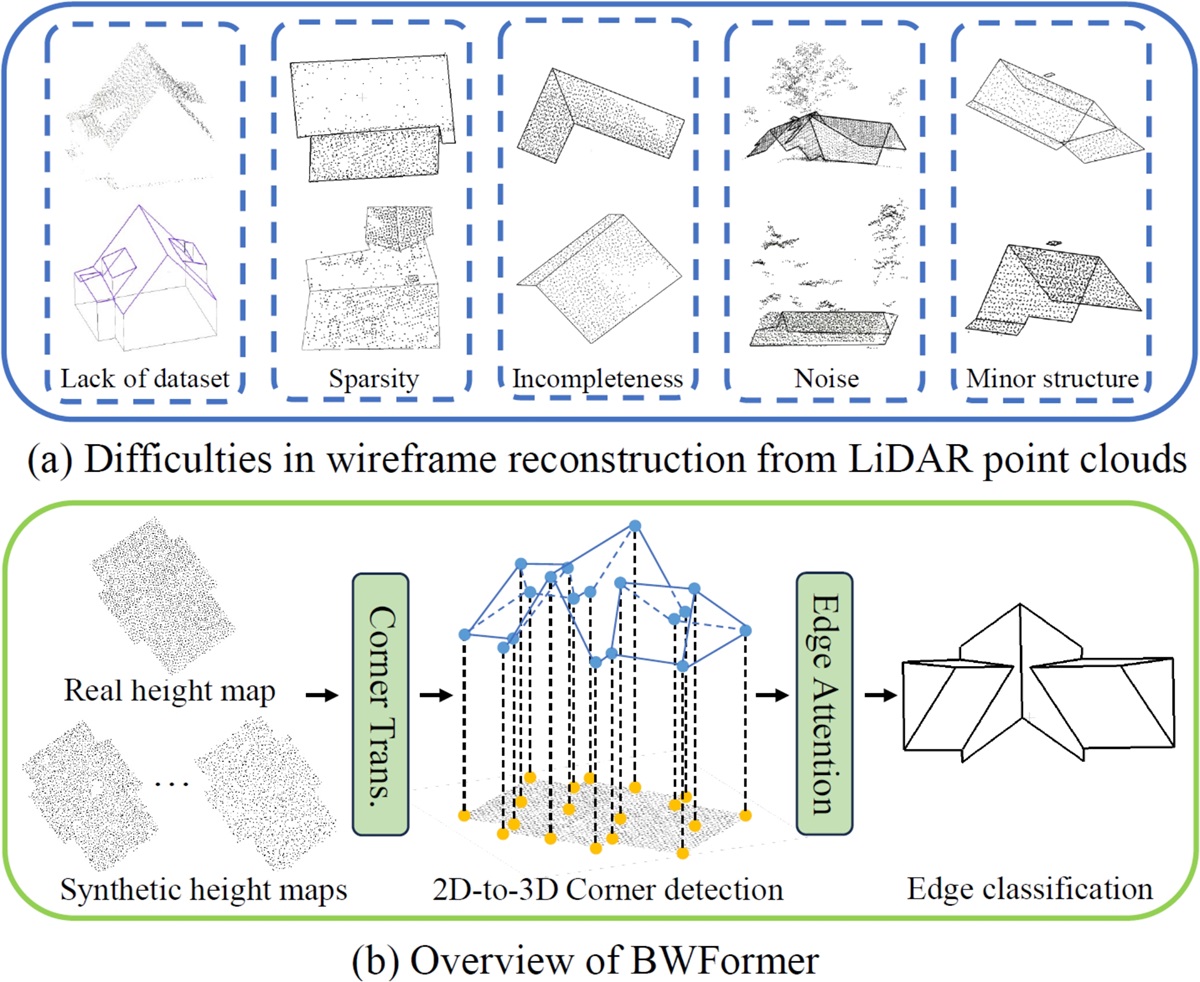 Lack of dataset
Sparsity
Incompleteness
Noise
Minor structure
(a) Difficulties in wireframe reconstruction from LiDAR point clouds
Real height map
...
Synthetic height maps
Corner Trans.
2D-to-3D Corner detection
Edge Attention
Edge classification
(b) Overview of BWFormer